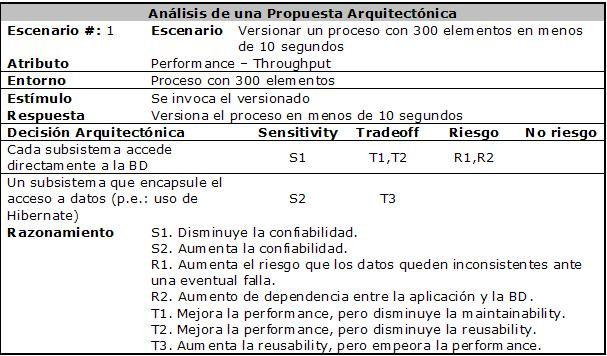 Análisis de una Propuesta Arquitectónica
Escenario #: 1 Escenario Versionar un proceso con 300 elementos en menos
de 10 segundos
Atributo Performance – Throughput
Entorno Proceso con 300 elementos
Estímulo Se invoca el versionado
Respuesta Versiona el proceso en menos de 10 segundos
Decisión Arquitectónica Sensitivity Tradeoff Riesgo No riesgo
Cada subsistema accede
directamente a la BD S1 T1,T2 R1,R2
Un subsistema que encapsule el
acceso a datos (p.e.: uso de S2 T3
Hibernate)
Razonamiento S1. Disminuye la confiabilidad.
S2. Aumenta la confiabilidad.
R1. Aumenta el riesgo que los datos queden inconsistentes ante
una eventual falla.
R2. Aumento de dependencia entre la aplicación y la BD.
T1. Mejora la performance, pero disminuye la maintainability.
T2. Mejora la performance, pero disminuye la reusability.
T3. Aumenta la reusability, pero empeora la performance.